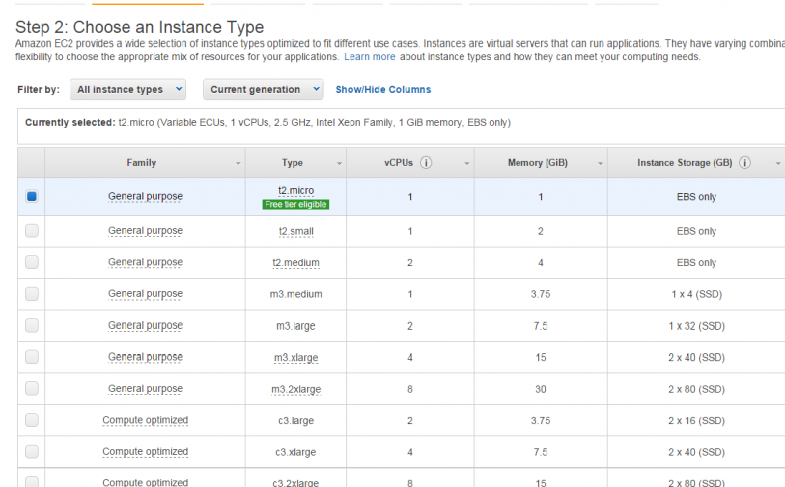 Step 2: Choose an Instance Type
Amazon EC2 provides a wide selection of instance types optimized to fit different use cases. Instances are virtual servers that can run applications. They have varying combina
flexibility to choose the appropriate mix of resources for your applications. Learn more about instance types and how they can meet your computing needs.
Filter by: All instance types Current generation Show/Hide Columns
Currently selected: t2.micro (Variable ECUs, 1 vCPUs, 2.5 GHz, Intel Xeon Family, 1 GiB memory, EBS only)
Family Type vCPUs Memory (GiB) Instance Storage (GB)
General purpose t2.micro 1 1 EBS only
Free tier eligible
General purpose t2.small 1 2 EBS only
General purpose t2.medium 2 4 EBS only
General purpose m3.medium 1 3.75 1 x 4 (SSD)
General purpose m3.large 2 7.5 1 x 32 (SSD)
General purpose m3.xlarge 4 15 2 x 40 (SSD)
General purpose m3.2xlarge 8 30 2 x 80 (SSD)
Compute optimized c3.large 2 3.75 2 x 16 (SSD)
Compute optimized c3.xlarge 4 7.5 2 x 40 (SSD)
Compute optimized c3.2xlarge 8 15 2 x 80 (SSD)